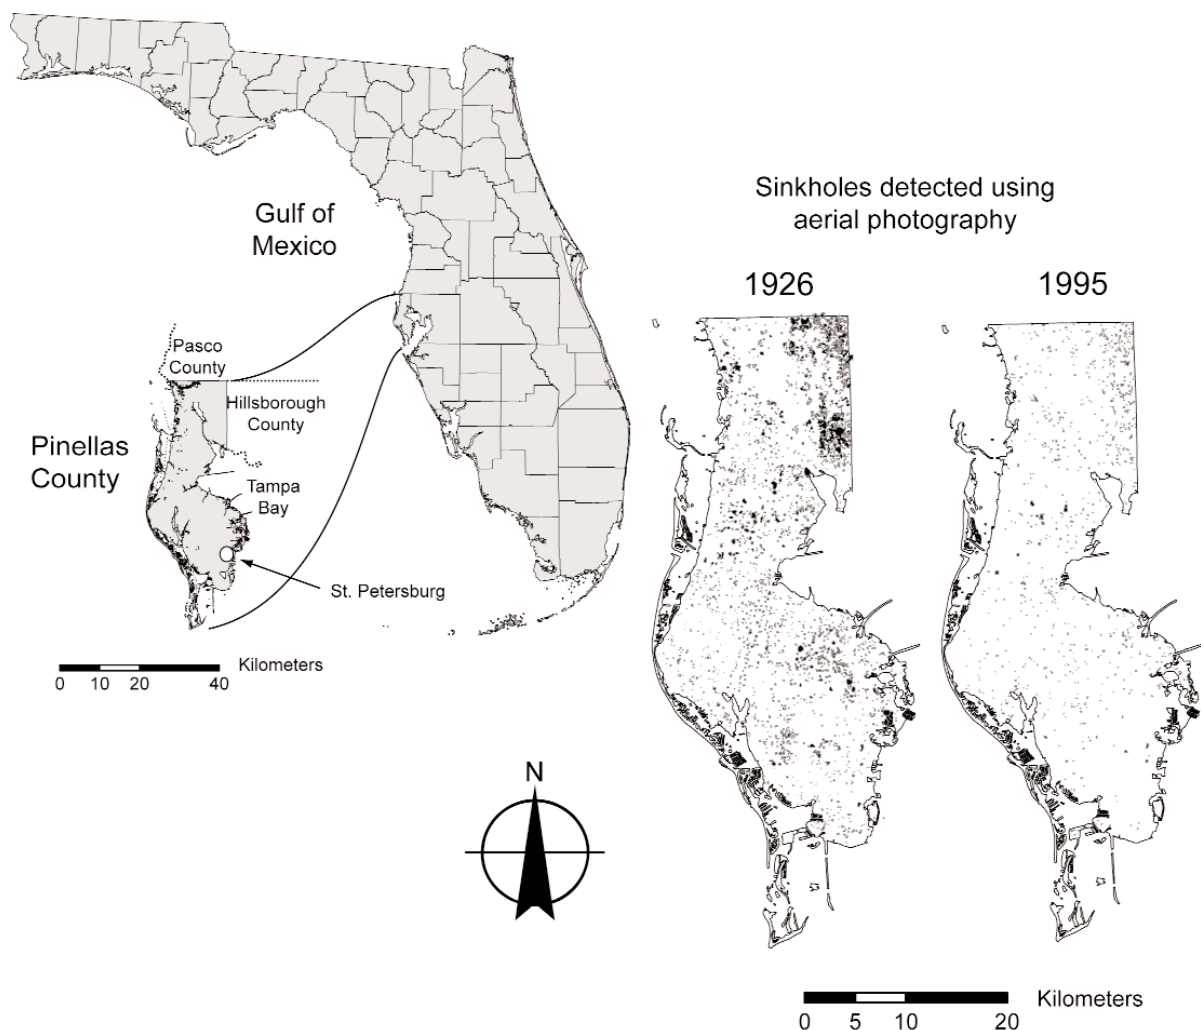 Gulf of
Mexico
Pasco
County
Hillsborough
County
Pinellas
County
Tampa
Bay
St. Petersburg
Kilometers
0 10 20 40
N
Sinkholes detected using
aerial photography
1926
1995
Kilometers
0 5 10 20